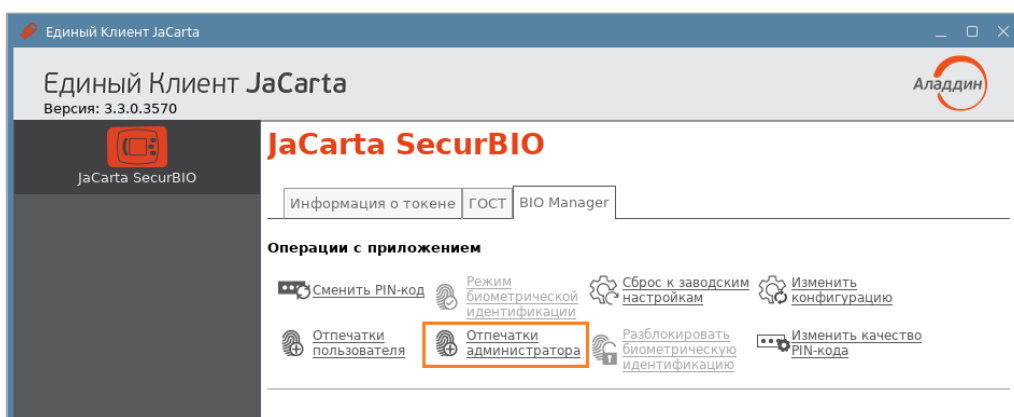 Единый Клиент JaCarta
Единый Клиент JaCarta
Версия: 3.3.0.3570
Аладдин
JaCarta SecurBIO
JaCarta SecurBIO
Информация о токене ГОСТ BIO Manager
Операции с приложением
Сменить PIN-код
Режим
биометрической
идентификации
Сброс к заводским
настройкам
Изменить
конфигурацию
Отпечатки
пользователя
Отпечатки
администратора
Разблокировать
биометрическую
идентификацию
Изменить качество
PIN-кода